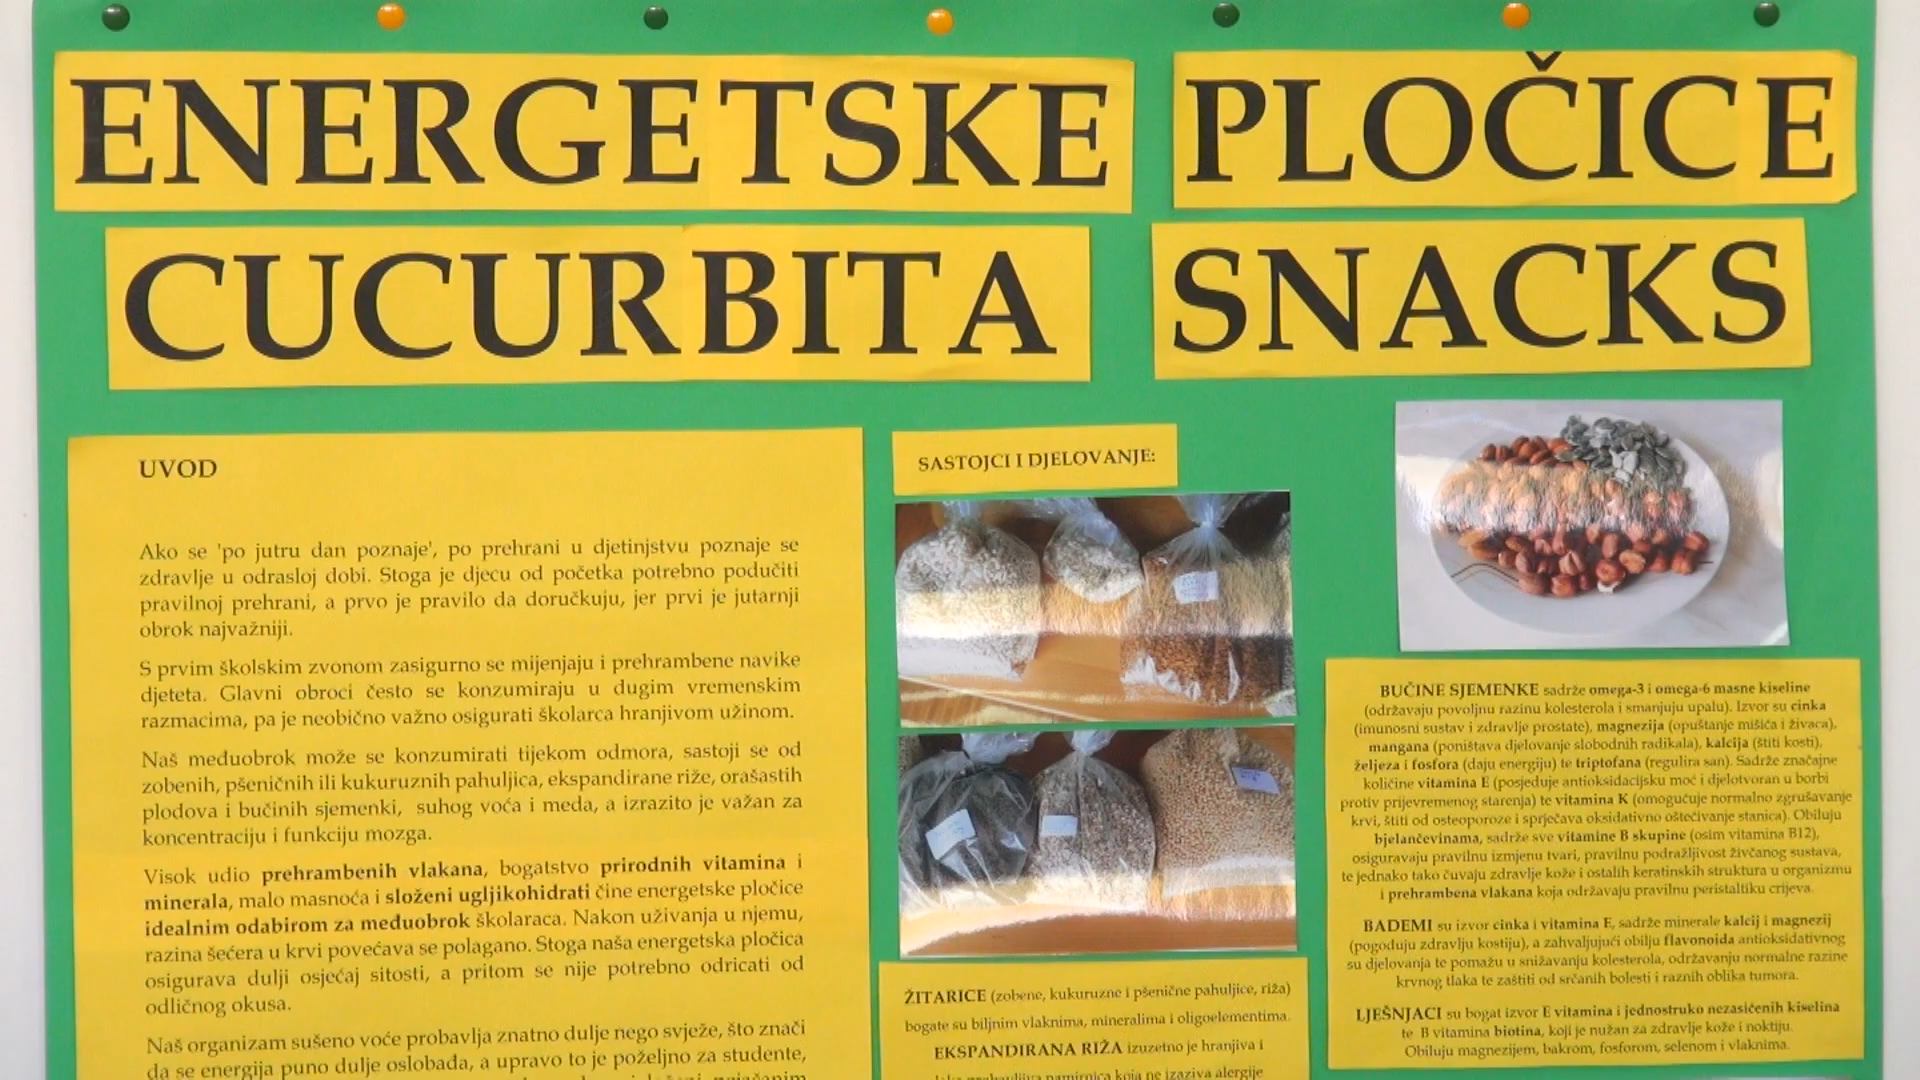 ENERGETSKE PLOČICE
CUCURBITA SNACKS
UVOD
Ako se 'po jutru dan poznaje', po prehrani u djetinjstvu poznaje se
zdravlje u odrasloj dobi. Stoga je djecu od početka potrebno podučiti
pravilnoj prehrani, a prvo je pravilo da doručkuju, jer prvi je jutarnji
obrok najvažniji.
S prvim školskim zvonom zasigurno se mijenjaju i prehrambene navike
djeteta. Glavni obroci često se konzumiraju u dugim vremenskim
razmacima, pa je neobično važno osigurati školarca hranjivom užinom.
Naš međuobrok može se konzumirati tijekom odmora, sastoji se od
zobenih, pšeničnih ili kukuruznih pahuljica, ekspandirane riže, orašastih
plodova i bučinih sjemenki, suhog voća i meda, a izrazito je važan za
koncentraciju i funkciju mozga.
Visok udio prehrambenih vlakana, bogatstvo prirodnih vitamina i
minerala, malo masnoća i složeni ugljikohidrati čine energetske pločice
idealnim odabirom za međuobrok školaraca. Nakon uživanja u njemu,
razina šećera u krvi povećava se polagano. Stoga naša energetska pločica
osigurava dulji osjećaj sitosti, a pritom se nije potrebno odricati od
odličnog okusa.
Naš organizam sušeno voće probavlja znatno dulje nego svježe, što znači
da se energija puno dulje oslobađa, a upravo to je poželjno za studente,
SASTOJCI I DJELOVANJE:
ŽITARICE (zobene, kukuruzne i pšenične pahuljice, riža)
bogate su biljnim vlaknima, mineralima i oligoelementima.
EKSPANDIRANA RIŽA izuzetno je hranjiva i
lako probavljiva namirnica koja ne izaziva alergije
BUČINE SJEMENKE sadrže omega-3 i omega-6 masne kiseline
(održavaju povoljnu razinu kolesterola i smanjuju upalu). Izvor su cinka
(imunosni sustav i zdravlje prostate), magnezija (opuštanje mišića i živaca),
mangana (poništava djelovanje slobodnih radikala), kalcija (štiti kosti),
željeza i fosfora (daju energiju) te triptofana (regulira san). Sadrže značajne
količine vitamina E (posjeduje antioksidacijsku moć i djelotvoran u borbi
protiv prijevremenog starenja) te vitamina K (omogučuje normalno zgrušavanje
krvi, štiti od osteoporoze i sprječava oksidativno oštećivanje stanica). Obiluju
bjelančevinama, sadrže sve vitamine B skupine (osim vitamina B12),
osiguravaju pravilnu izmjenu tvari, pravilnu podražljivost živčanog sustava,
te jednako tako čuvaju zdravlje kože i ostalih keratinskih struktura u organizmu
i prehrambena vlakana koja održavaju pravilnu peristaltiku crijeva.
BADEMI su izvor cinka i vitamina E, sadrže minerale kalcij i magnezij
(pogoduju zdravlju kostiju), a zahvaljujući obilju flavonoida antioksidativnog
su djelovanja te pomažu u snižavanju kolesterola, održavanju normalne razine
krvnog tlaka te zaštiti od srčanih bolesti i raznih oblika tumora.
LJEŠNJACI su bogat izvor E vitamina i jednostruko nezasićenih kiselina
te B vitamina biotina, koji je nužan za zdravlje kože i noktiju.
Obiluju magnezijem, bakrom, fosforom, selenom i vlaknima.